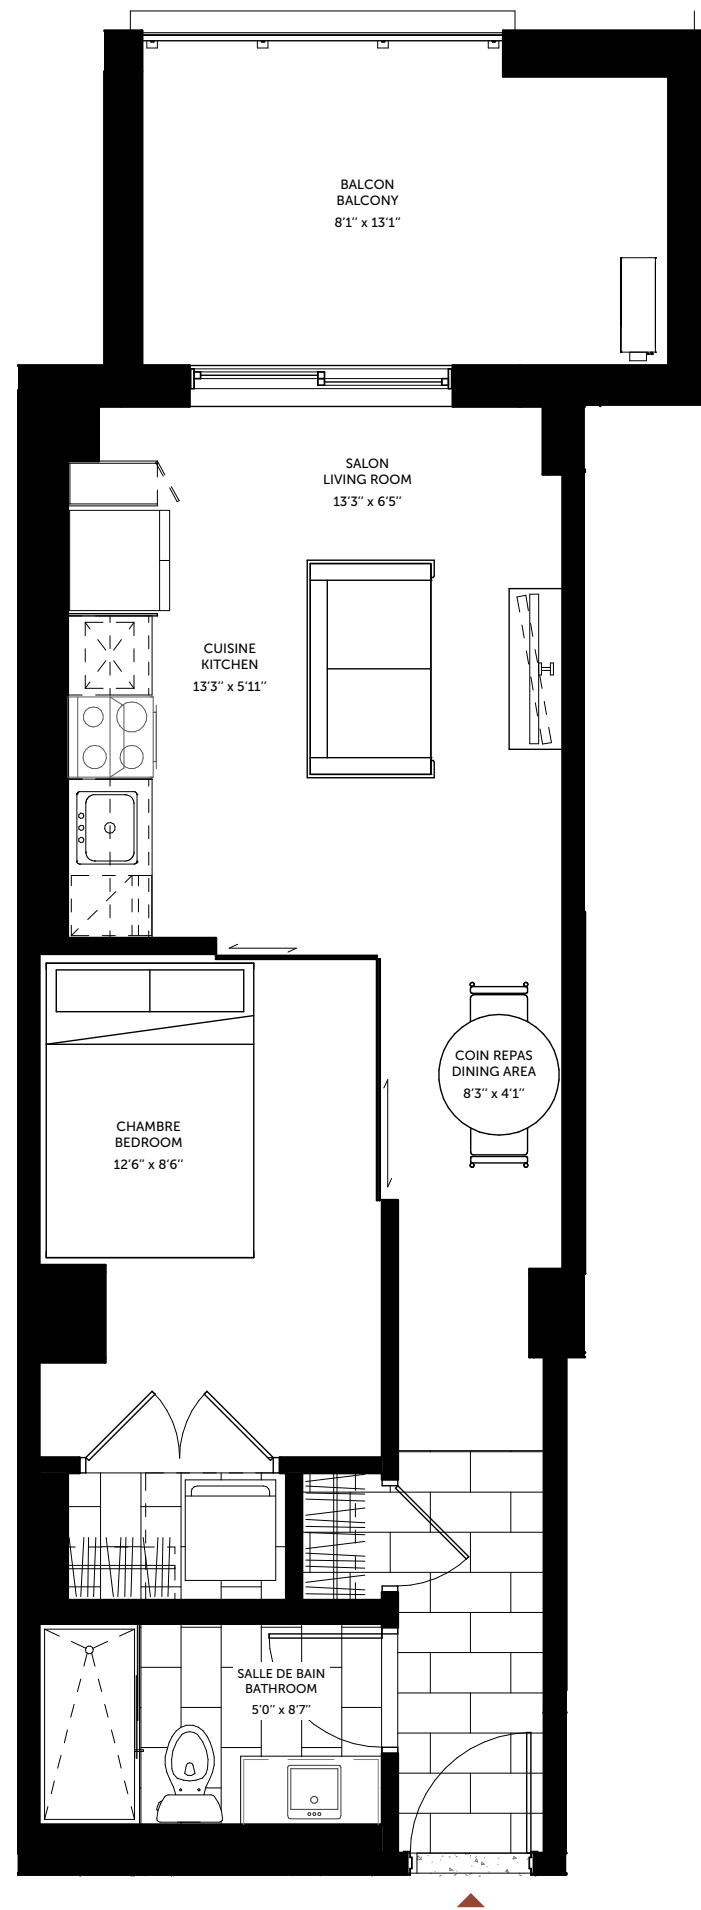 BALCON
BALCONY
8'1'' x 13'1''
SALON
LIVING ROOM
13'3'' x 6'5''
CUISINE
KITCHEN
13'3'' x 5'11''
COIN REPAS
DINING AREA
8'3'' x 4'1''
CHAMBRE
BEDROOM
12'6'' x 8'6''
SALLE DE BAIN
BATHROOM
5'0'' x 8'7''